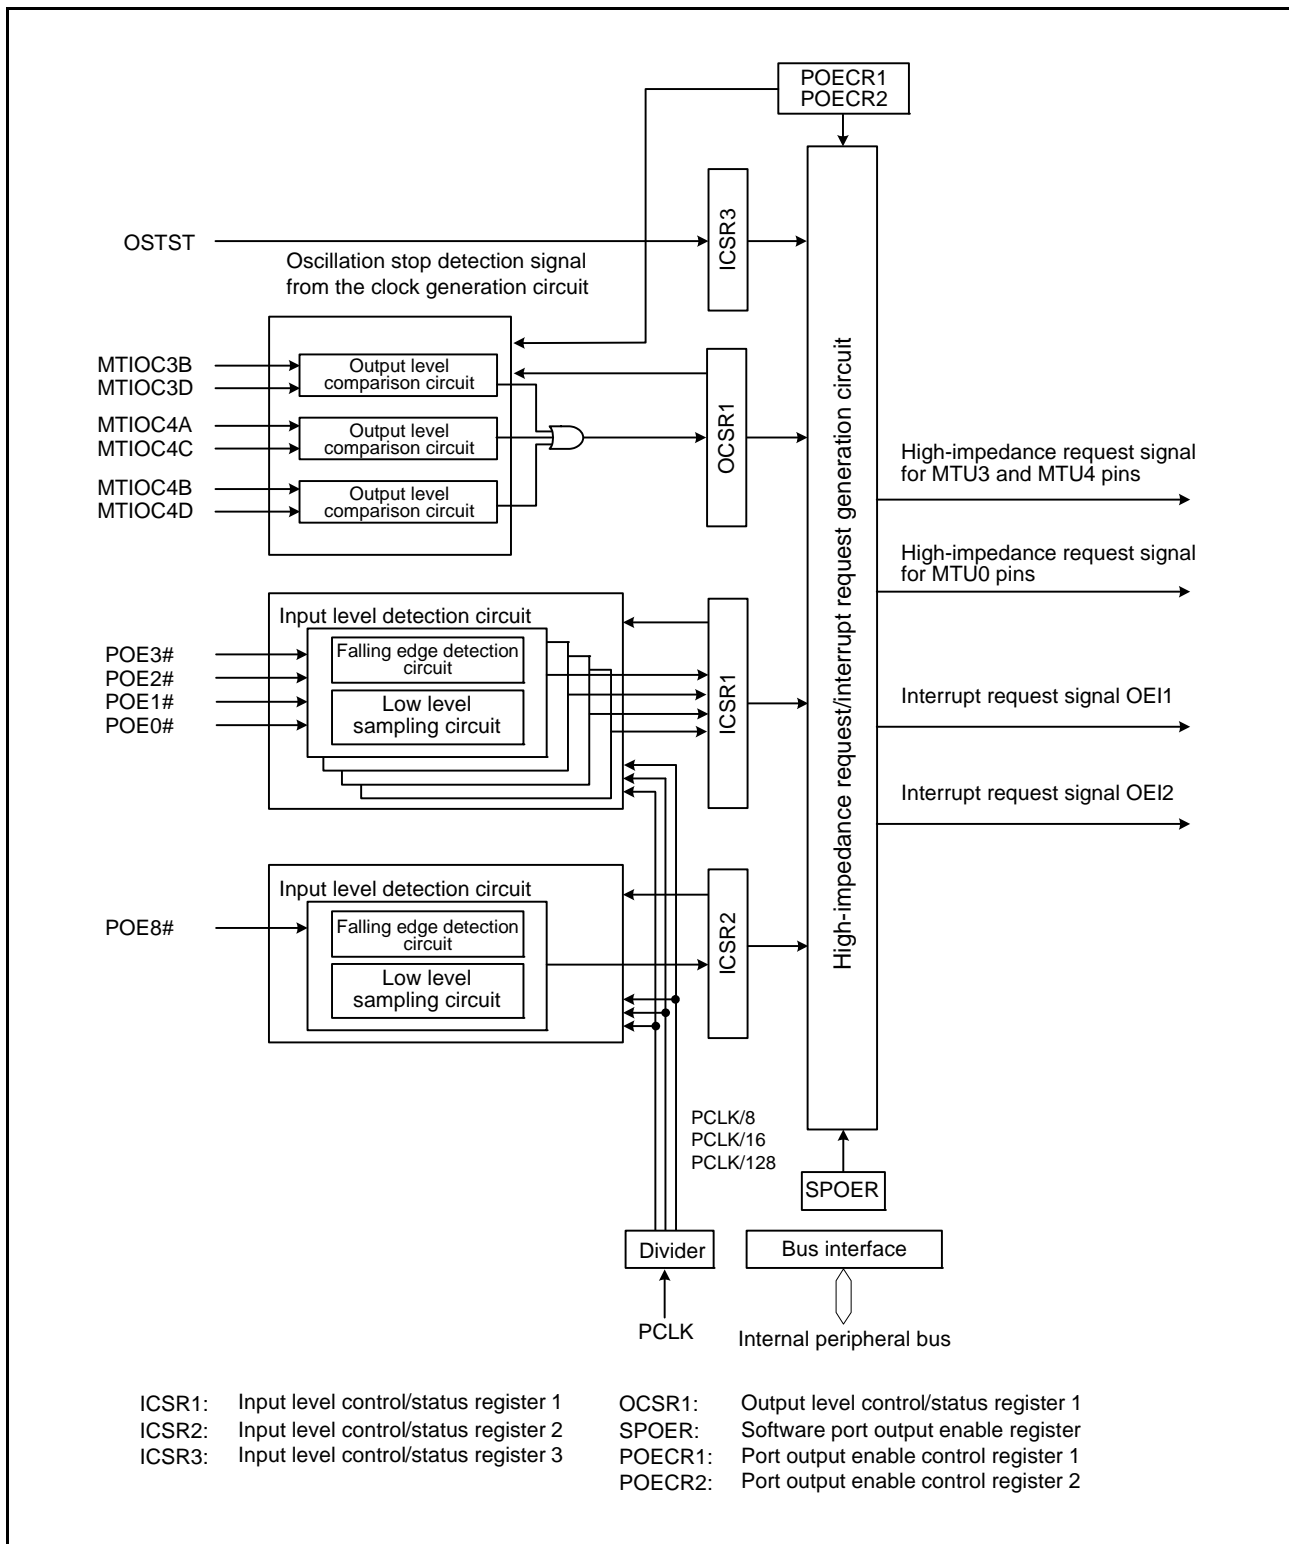 POECR1
POECR2
OSTST
ICSR3
Oscillation stop detection signal
from the clock generation circuit
MTIOC3B
MTIOC3D
Output level
comparison circuit
MTIOC4A
MTIOC4C
Output level
comparison circuit
MTIOC4B
MTIOC4D
Output level
comparison circuit
OCSR1
High-impedance request/interrupt request generation circuit
High-impedance request signal
for MTU3 and MTU4 pins
High-impedance request signal
for MTU0 pins
Input level detection circuit
POE3#
POE2#
POE1#
POE0#
Falling edge detection
circuit
Low level
sampling circuit
ICSR1
Interrupt request signal OEI1
Interrupt request signal OEI2
Input level detection circuit
POE8#
Falling edge detection
circuit
Low level
sampling circuit
ICSR2
PCLK/8
PCLK/16
PCLK/128
SPOER
Divider
Bus interface
PCLK
Internal peripheral bus
ICSR1: Input level control/status register 1
ICSR2: Input level control/status register 2
ICSR3: Input level control/status register 3
OCSR1: Output level control/status register 1
SPOER: Software port output enable register
POECR1: Port output enable control register 1
POECR2: Port output enable control register 2